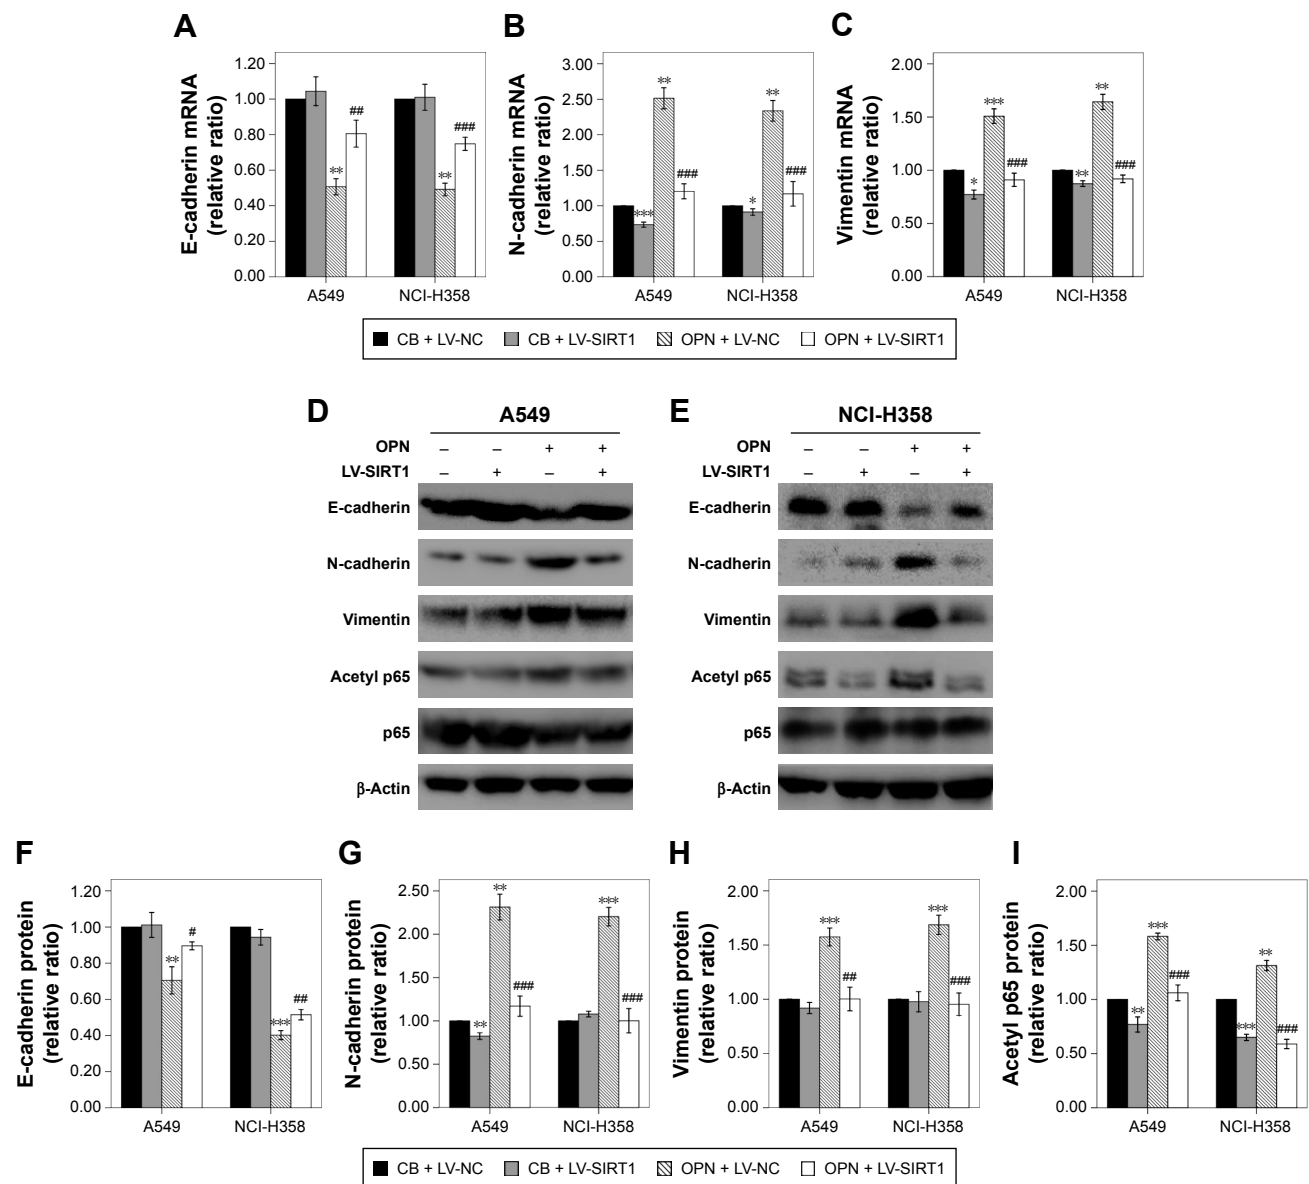 A
E-cadherin mRNA
(relative ratio)
1.20
1.00
0.80
0.60
0.40
0.20
0.00
##
###
**
**
A549
NCI-H358
B
N-cadherin mRNA
(relative ratio)
3.00
2.50
2.00
1.50
1.00
0.50
0.00
**
**
###
###
***
*
A549
NCI-H358
C
Vimentin mRNA
(relative ratio)
2.00
1.50
1.00
0.50
0.00
***
**
###
###
*
**
A549
NCI-H358
CB + LV-NC
CB + LV-SIRT1
OPN + LV-NC
OPN + LV-SIRT1
D
A549
OPN – – + +
LV-SIRT1 – + – +
E-cadherin
N-cadherin
Vimentin
Acetyl p65
p65
β-Actin
E
NCI-H358
OPN – – + +
LV-SIRT1 – + – +
E-cadherin
N-cadherin
Vimentin
Acetyl p65
p65
β-Actin
F
E-cadherin protein
(relative ratio)
1.20
1.00
0.80
0.60
0.40
0.20
0.00
#
**
##
***
A549
NCI-H358
G
N-cadherin protein
(relative ratio)
2.50
2.00
1.50
1.00
0.50
0.00
**
***
###
###
**
A549
NCI-H358
H
Vimentin protein
(relative ratio)
2.00
1.50
1.00
0.50
0.00
***
***
##
###
A549
NCI-H358
I
Acetyl p65 protein
(relative ratio)
2.00
1.50
1.00
0.50
0.00
***
**
###
**
***
###
A549
NCI-H358
CB + LV-NC
CB + LV-SIRT1
OPN + LV-NC
OPN + LV-SIRT1